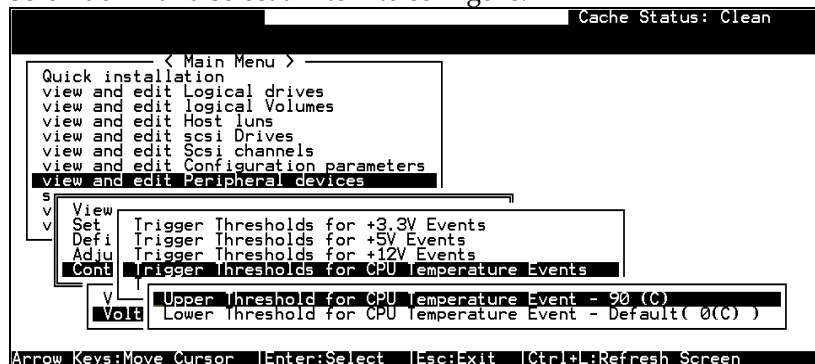 Cache Status: Clean
< Main Menu >
Quick installation
view and edit Logical drives
view and edit logical Volumes
view and edit Host luns
view and edit scsi Drives
view and edit Scsi channels
view and edit Configuration parameters
view and edit Peripheral devices
s
v View
v Set Trigger Thresholds for +3.3V Events
Defi Trigger Thresholds for +5V Events
Adju Trigger Thresholds for +12V Events
Cont Trigger Thresholds for CPU Temperature Events
V Upper Threshold for CPU Temperature Event - 90 (C)
Volt Lower Threshold for CPU Temperature Event - Default( 0(C) )
Arrow Keys:Move Cursor |Enter:Select |Esc:Exit |Ctrl+L:Refresh Screen